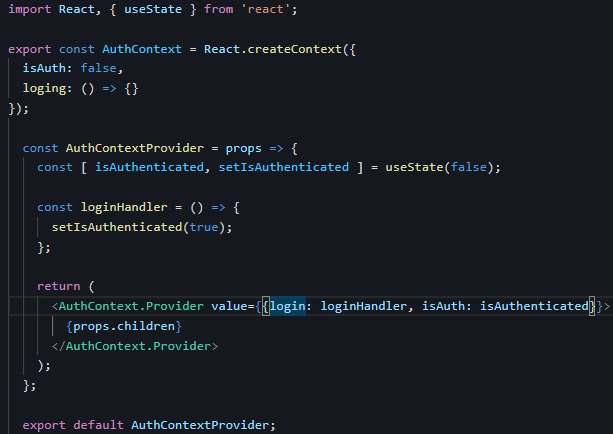 import React, { useState } from 'react';
export const AuthContext = React.createContext({
isAuth: false,
loging: () => {}
});
const AuthContextProvider = props => {
const [ isAuthenticated, setIsAuthenticated ] = useState(false);
const loginHandler = () => {
setIsAuthenticated(true);
};
return (
<AuthContext.Provider value={{login: loginHandler, isAuth: isAuthenticated}}>
{props.children}
</AuthContext.Provider>
);
};
export default AuthContextProvider;